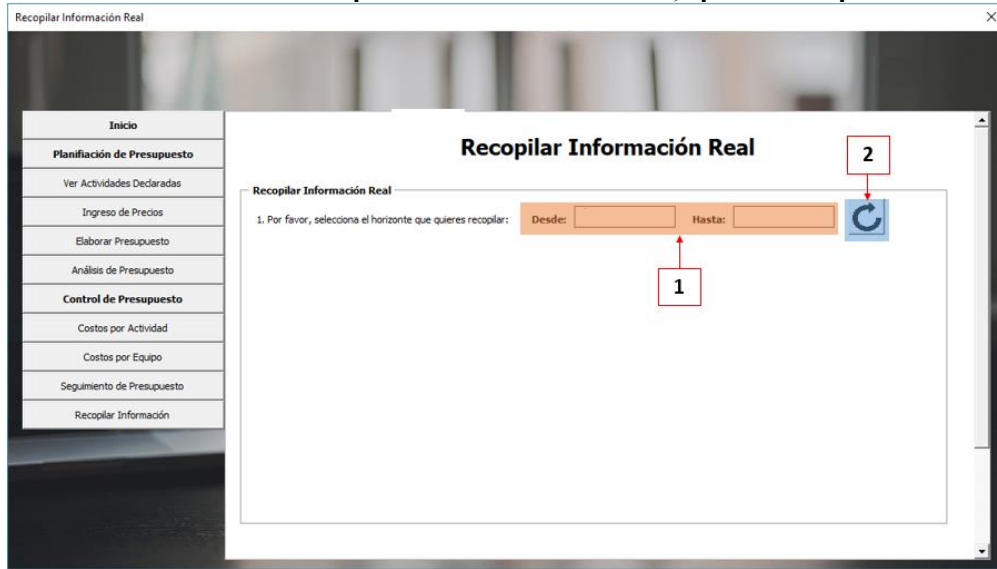 Recopilar Información Real
Inicio
Planifiación de Presupuesto
Ver Actividades Declaradas
Ingreso de Precios
Elaborar Presupuesto
Análisis de Presupuesto
Control de Presupuesto
Costos por Actividad
Costos por Equipo
Seguimiento de Presupuesto
Recopilar Información
Recopilar Información Real
2
Recopilar Información Real
1. Por favor, selecciona el horizonte que quieres recopilar: Desde: Hasta:
1